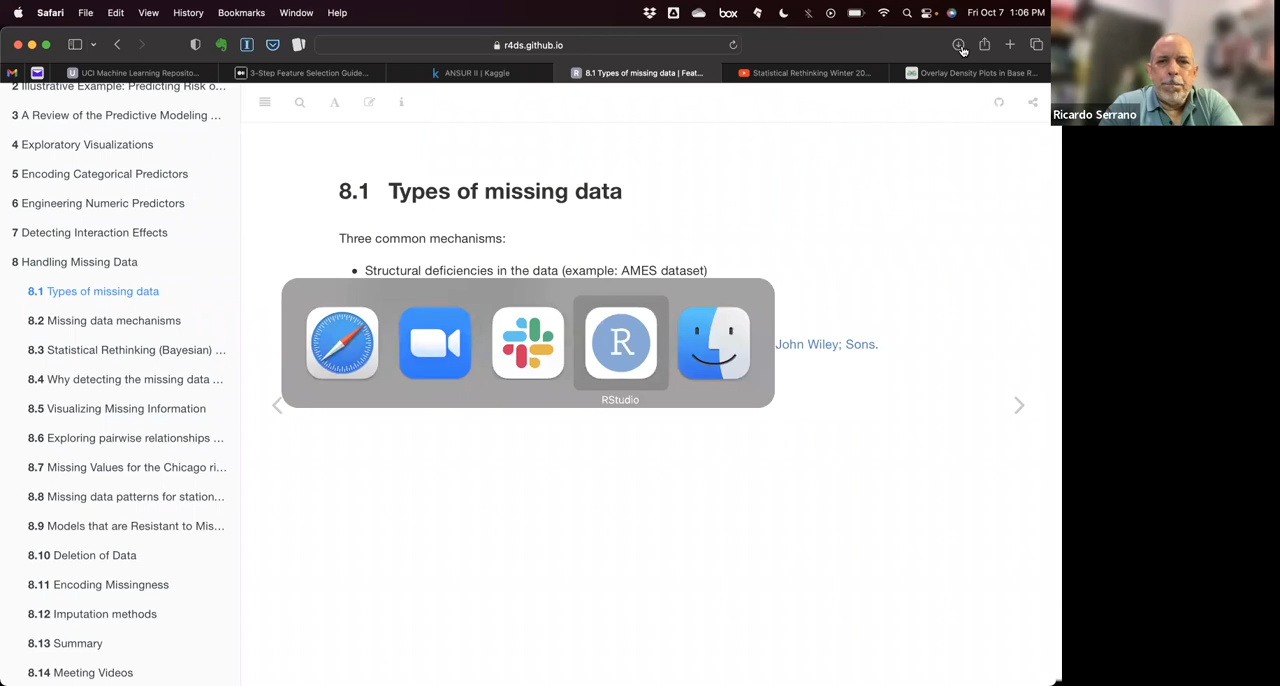 Safari File Edit View History Bookmarks Window Help box Fri Oct 7 1:06 PM
r4ds.github.io
UCI Machine Learning Reposito... 3-Step Feature Selection Guide... ANSUR II | Kaggle 8.1 Types of missing data | Feat... Statistical Rethinking Winter 20... Overlay Density Plots in Base R...
Ricardo Serrano
2 Illustrative Example: Predicting Risk o...
3 A Review of the Predictive Modeling ...
4 Exploratory Visualizations
5 Encoding Categorical Predictors
6 Engineering Numeric Predictors
7 Detecting Interaction Effects
8 Handling Missing Data
8.1 Types of missing data
8.2 Missing data mechanisms
8.3 Statistical Rethinking (Bayesian) ...
8.4 Why detecting the missing data ...
8.5 Visualizing Missing Information
8.6 Exploring pairwise relationships ...
8.7 Missing Values for the Chicago ri...
8.8 Missing data patterns for station...
8.9 Models that are Resistant to Mis...
8.10 Deletion of Data
8.11 Encoding Missingness
8.12 Imputation methods
8.13 Summary
8.14 Meeting Videos
8.1 Types of missing data
Three common mechanisms:
• Structural deficiencies in the data (example: AMES dataset)
John Wiley; Sons.
R
RStudio